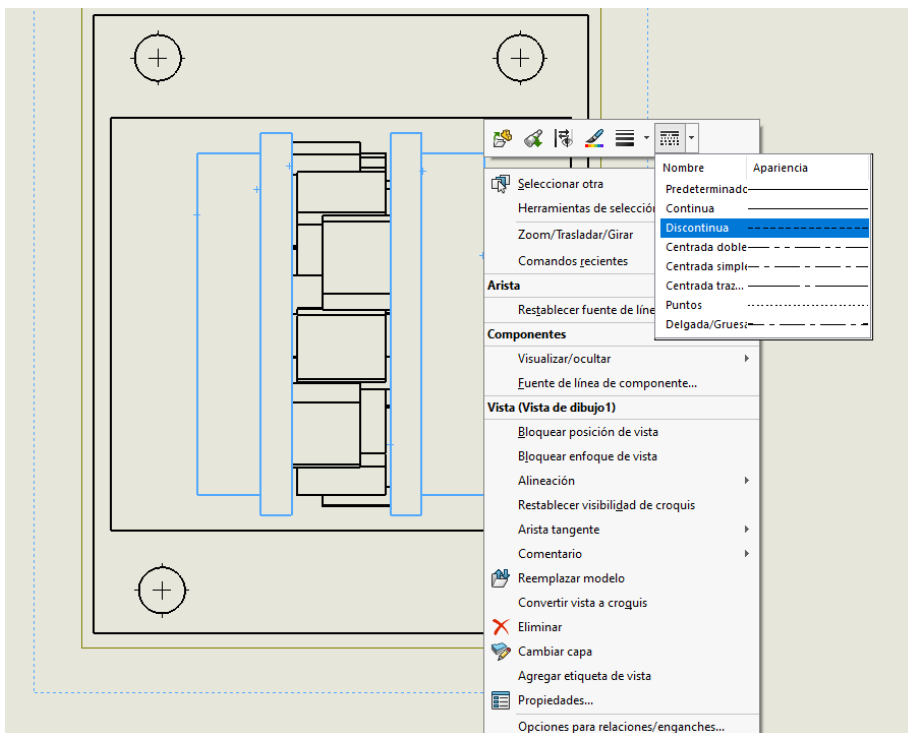 Nombre Apariencia
Predeterminado
Continua
Discontinua
Centrada doble
Centrada simple
Centrada traz...
Puntos
Delgada/Gruesa
Seleccionar otra
Herramientas de selección
Zoom/Trasladar/Girar
Comandos recientes
Arista
Restablecer fuente de líne
Componentes
Visualizar/ocultar
Fuente de línea de componente...
Vista (Vista de dibujo1)
Bloquear posición de vista
Bloquear enfoque de vista
Alineación
Restablecer visibilidad de croquis
Arista tangente
Comentario
Reemplazar modelo
Convertir vista a croquis
Eliminar
Cambiar capa
Agregar etiqueta de vista
Propiedades...
Opciones para relaciones/enganches...